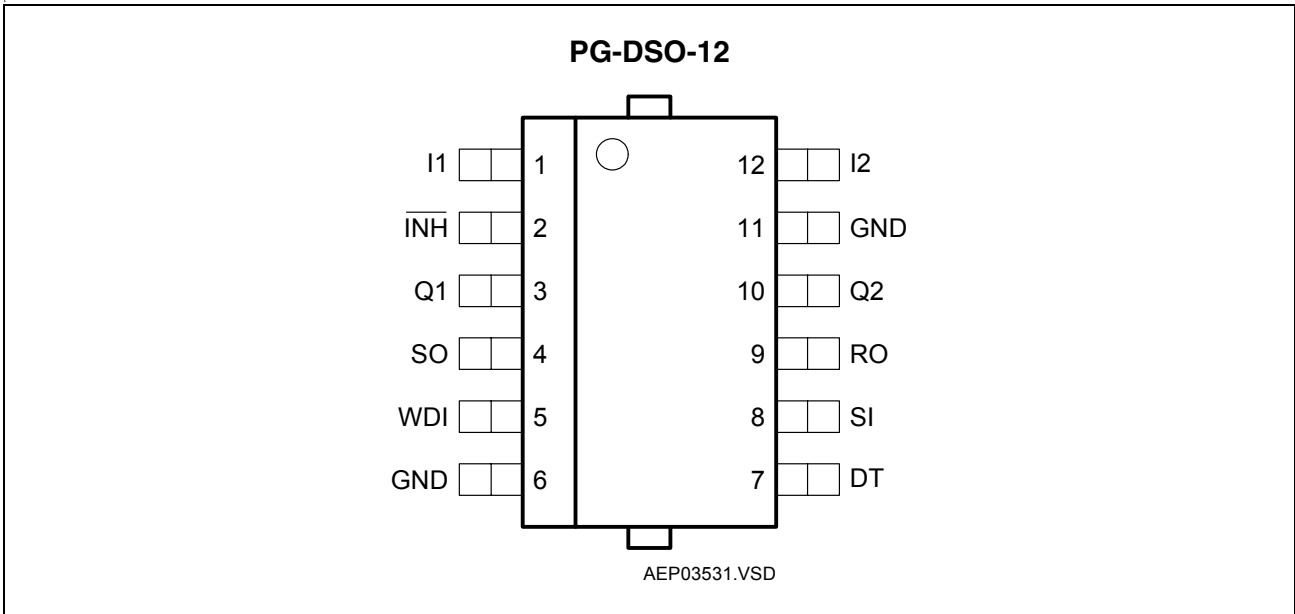 PG-DSO-12
I1 1 12 I2
I̅N̅H̅ 2 11 GND
Q1 3 10 Q2
SO 4 9 RO
WDI 5 8 SI
GND 6 7 DT
AEP03531.VSD